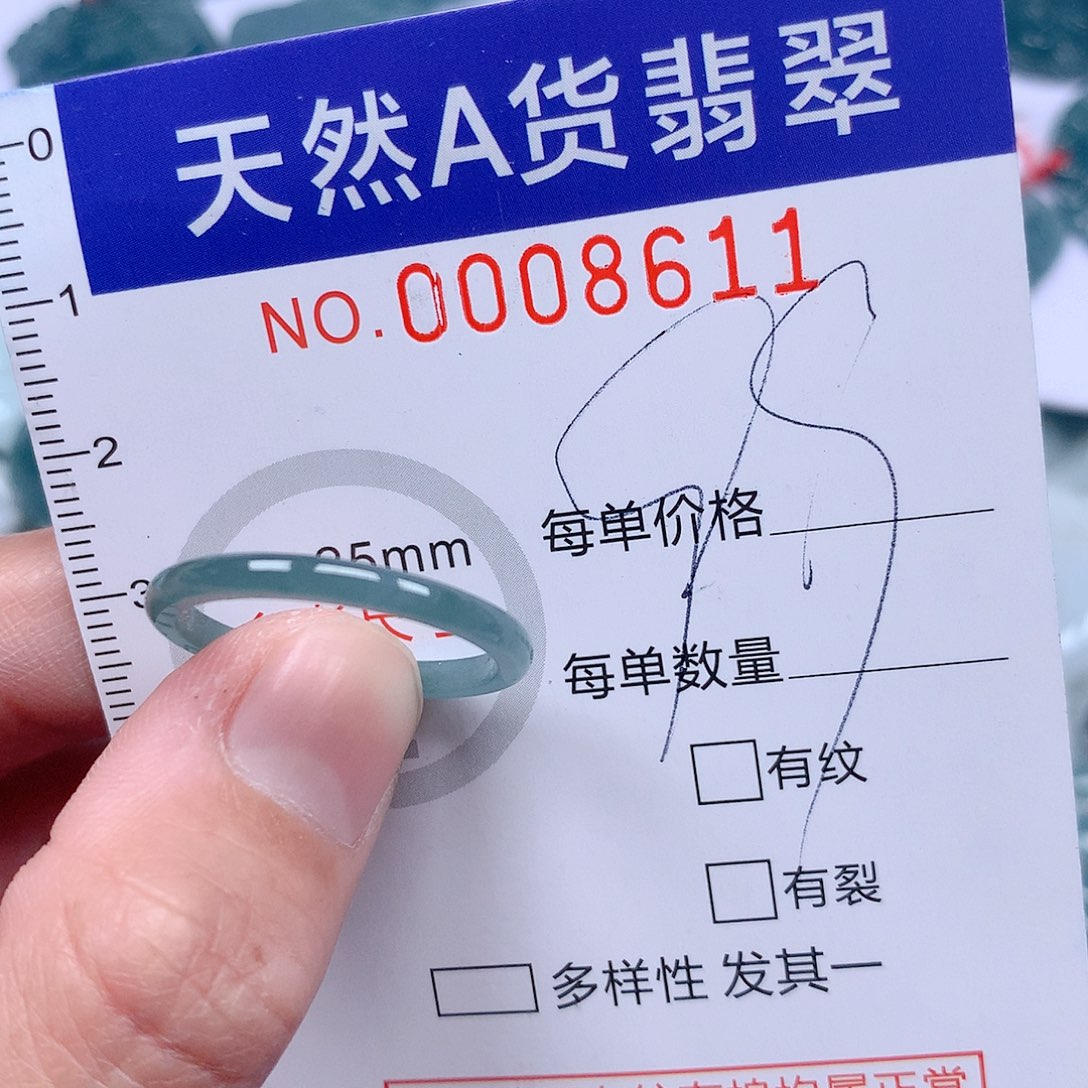 天然A货翡翠
NO.0008611
0
1
2
3
25mm
每单价格
每单数量
有纹
有裂
多样性 发其一